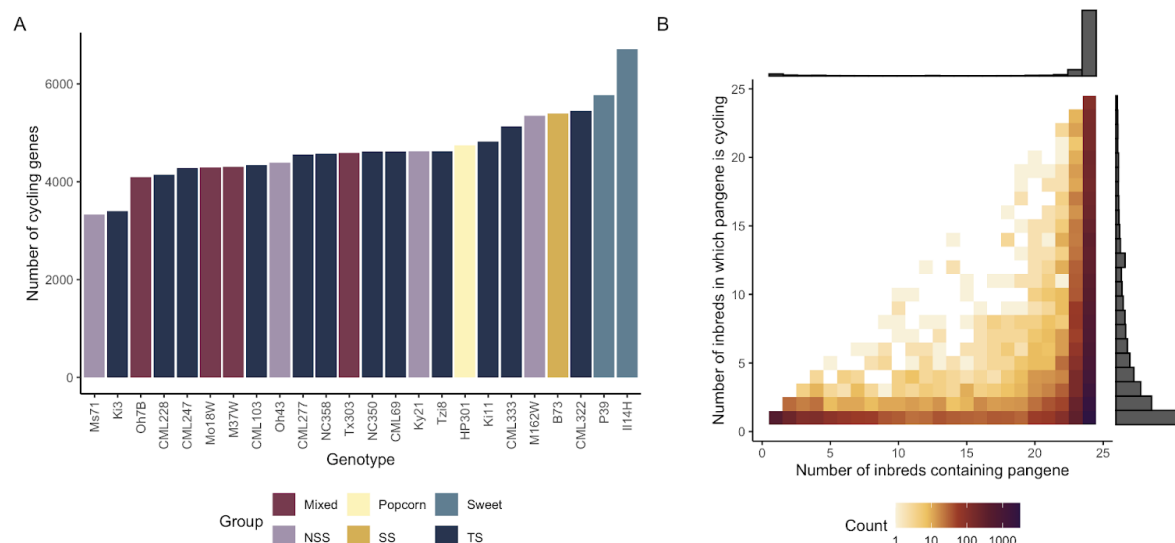 A
Number of cycling genes
6000
4000
2000
0
Ms71
Ki3
Oh7B
CML228
CML247
Mo18W
M37W
CML103
Oh43
CML277
NC358
Tx303
NC350
CML69
Ky21
Tzi8
HP301
Ki11
CML333
M162W
B73
CML322
P39
Il14H
Genotype
Group
Mixed
Popcorn
Sweet
NSS
SS
TS
B
Number of inbreds in which pangene is cycling
25
20
15
10
5
0
0 5 10 15 20 25
Number of inbreds containing pangene
Count
1 10 100 1000